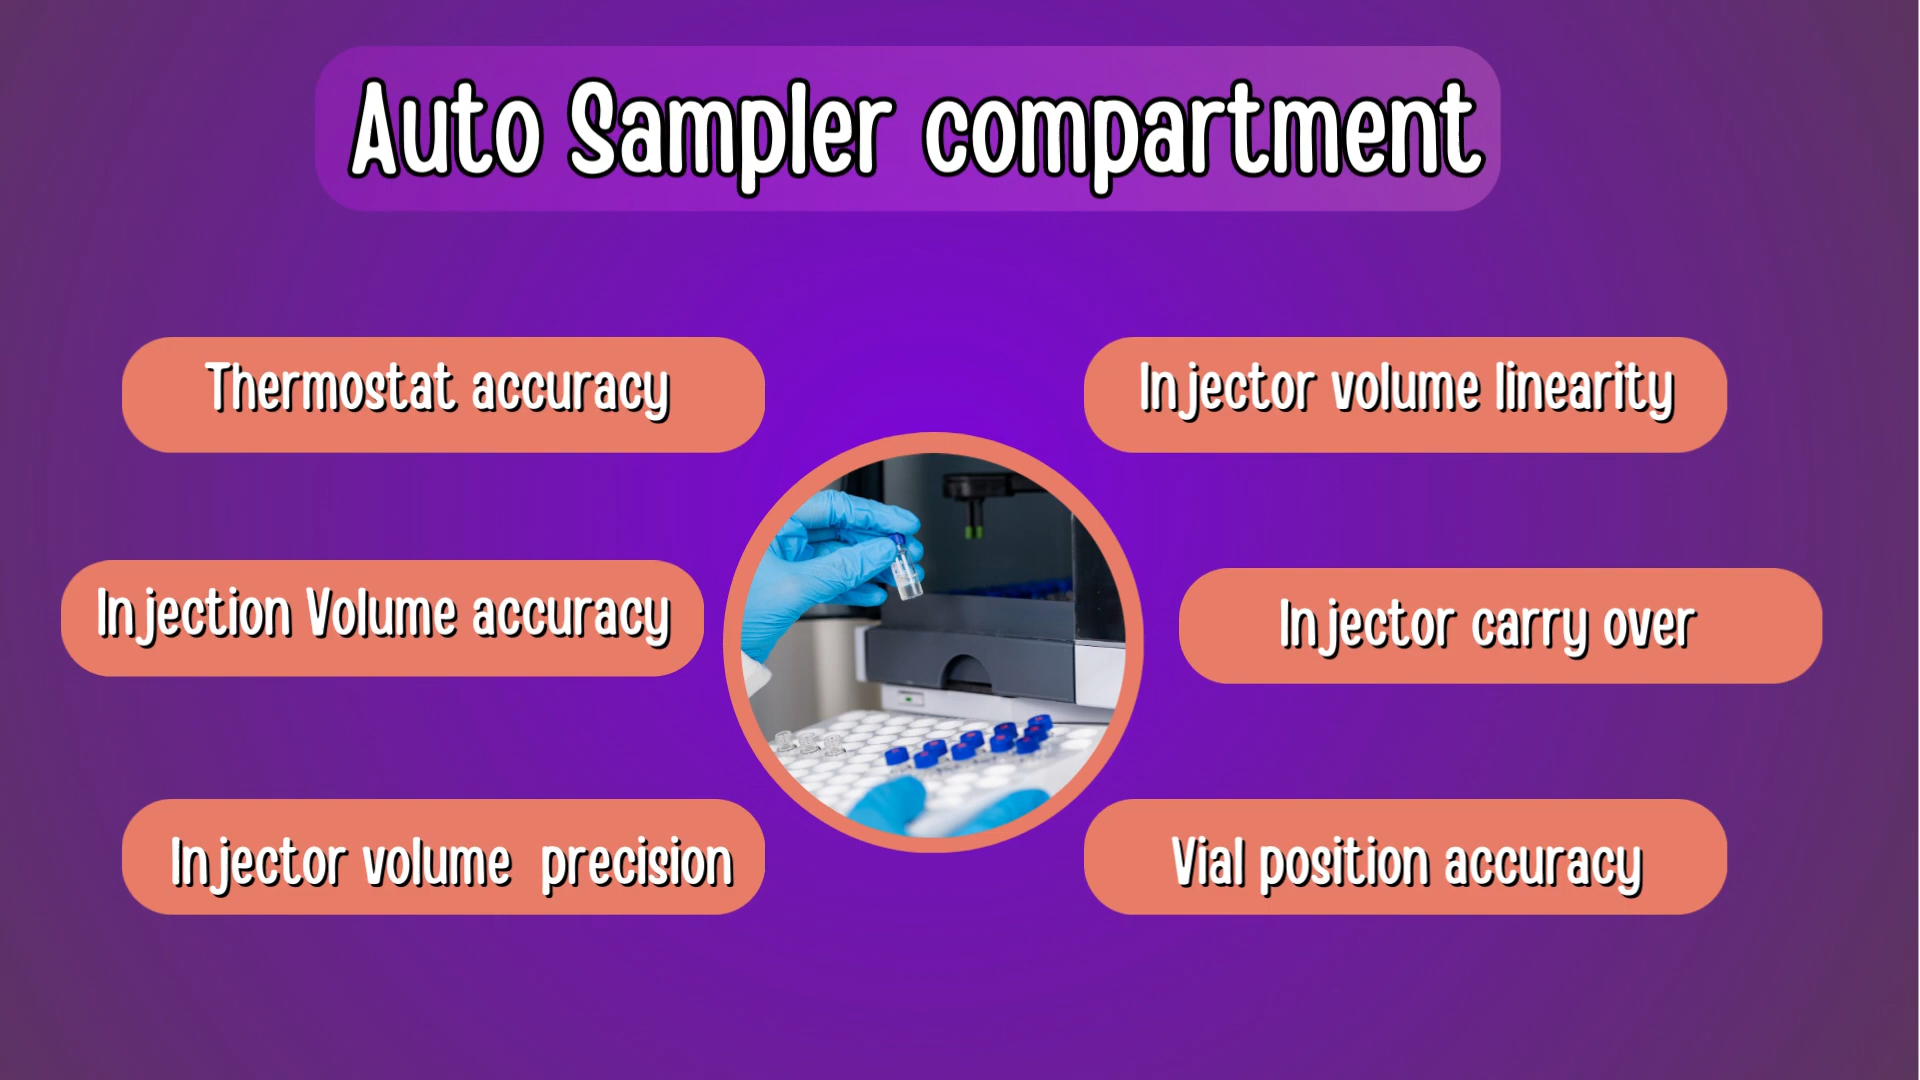 Auto Sampler compartment
Thermostat accuracy
Injector volume linearity
Injection Volume accuracy
Injector carry over
Injector volume precision
Vial position accuracy